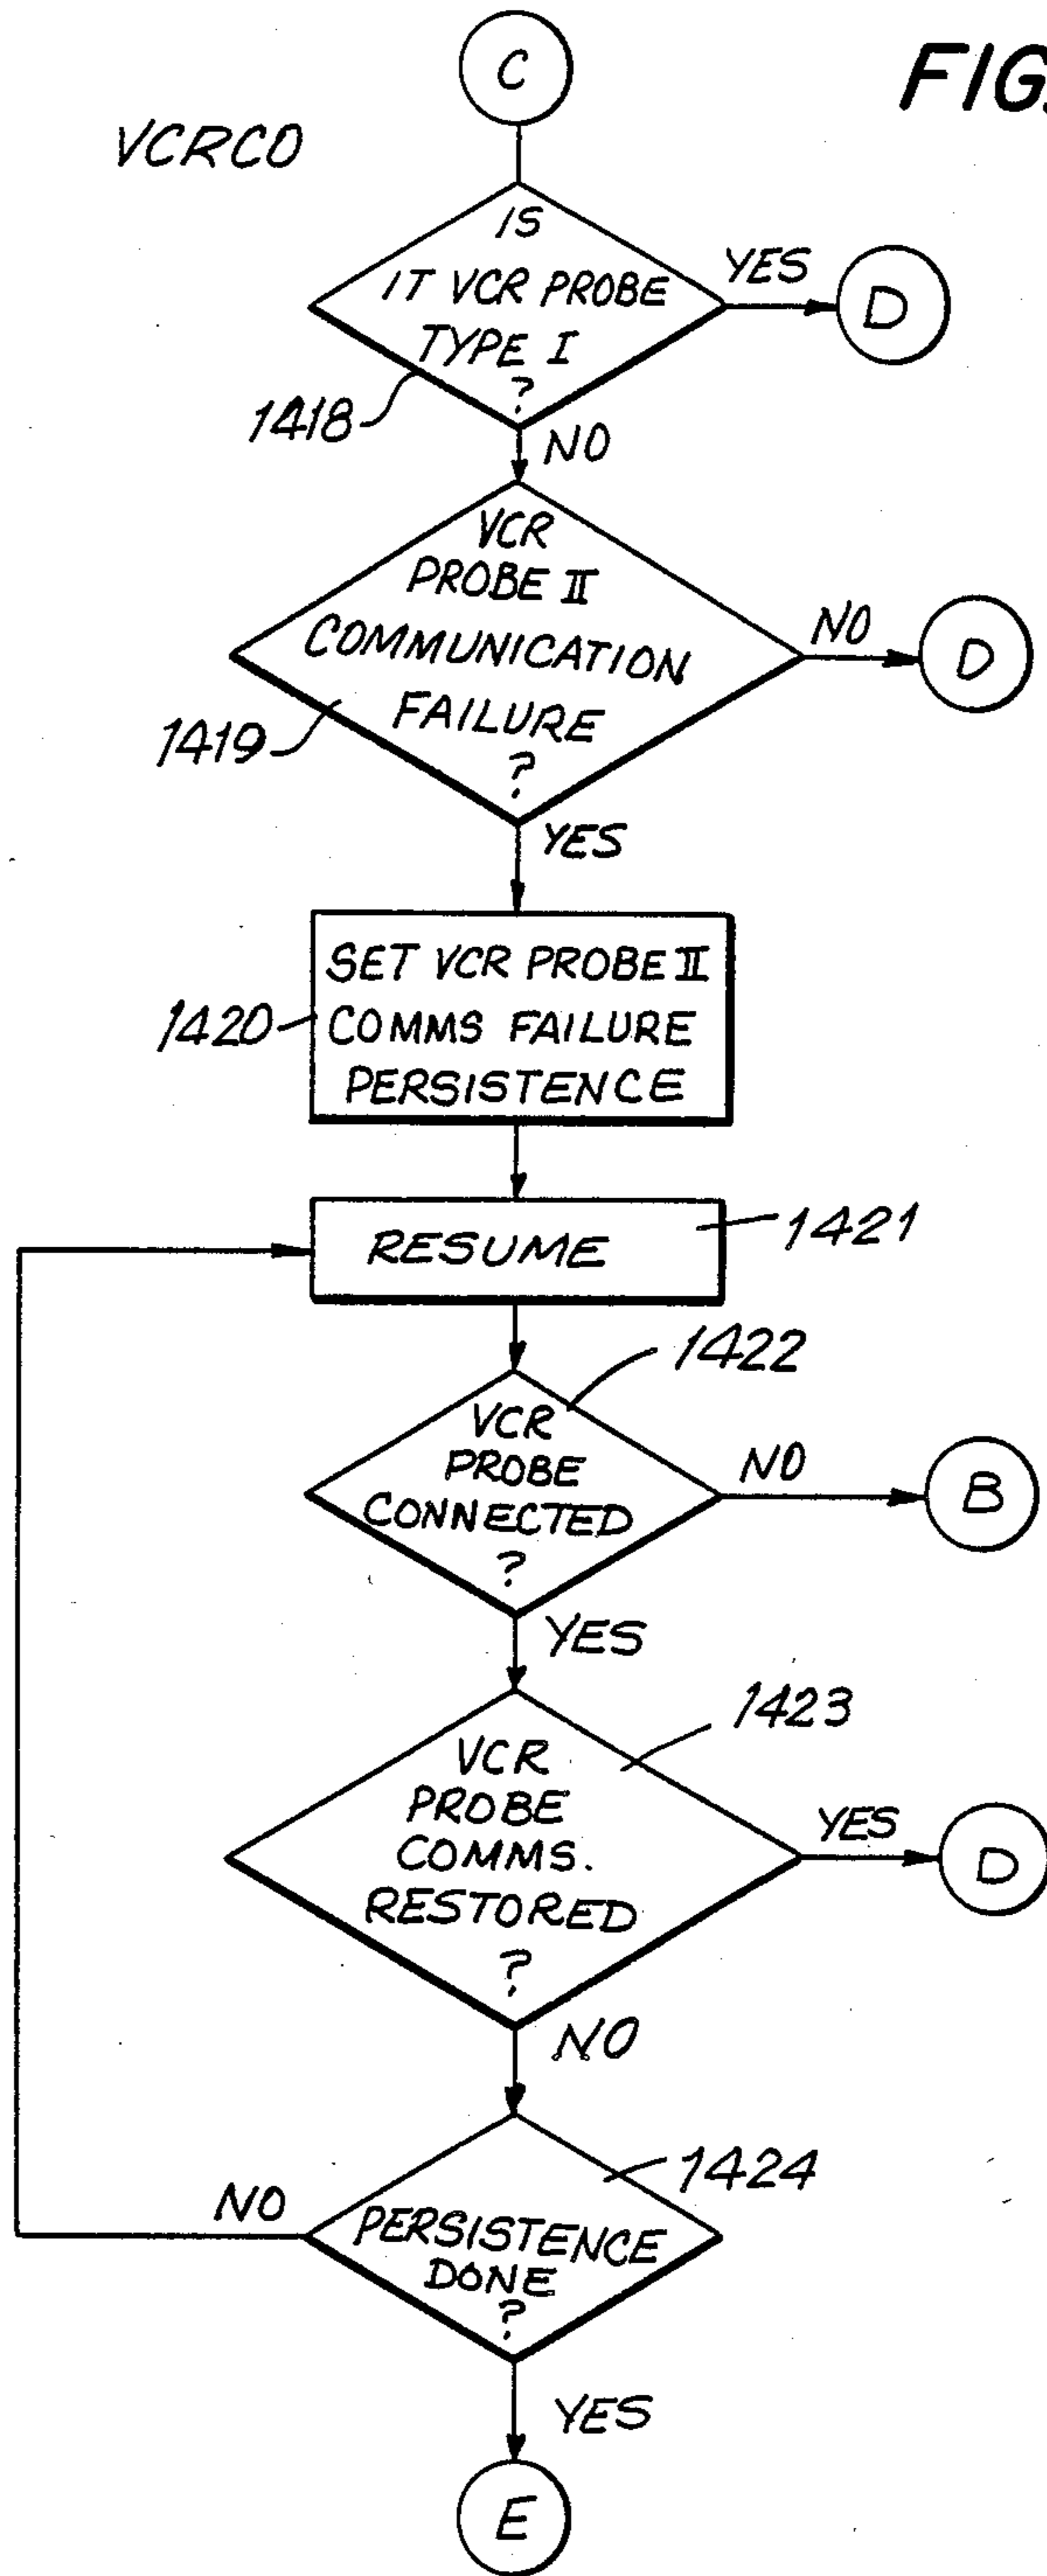 C
FIG.
VCRCO
IS
IT VCR PROBE
TYPE I
?
YES
D
1418
NO
VCR
PROBE II
COMMUNICATION
FAILURE
?
NO
D
1419
YES
SET VCR PROBE II
COMMS FAILURE
PERSISTENCE
1420
RESUME
1421
1422
VCR
PROBE
CONNECTED
?
NO
B
YES
1423
VCR
PROBE
COMMS.
RESTORED
?
YES
D
NO
1424
NO
PERSISTENCE
DONE
?
YES
E